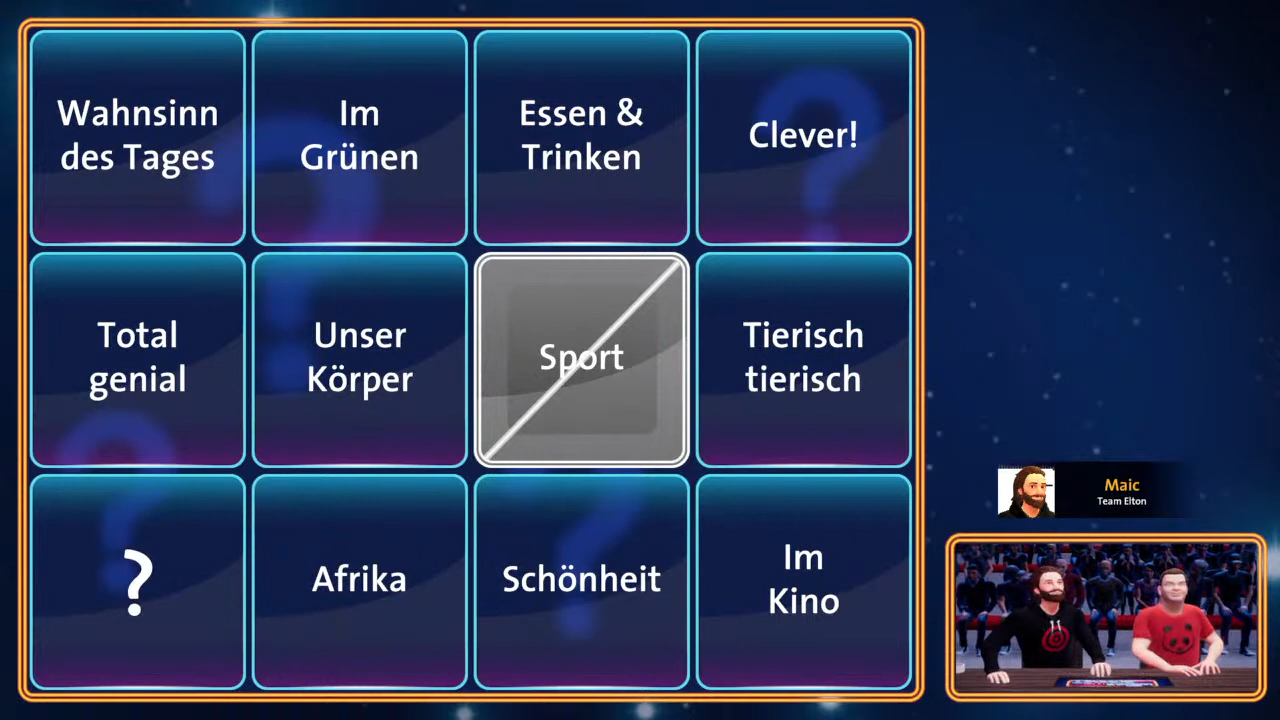 Wahnsinn
des Tages
Im
Grünen
Essen &
Trinken
Clever!
Total
genial
Unser
Körper
Sport
Tierisch
tierisch
?
Afrika
Schönheit
Im
Kino
Maic
Team Elton